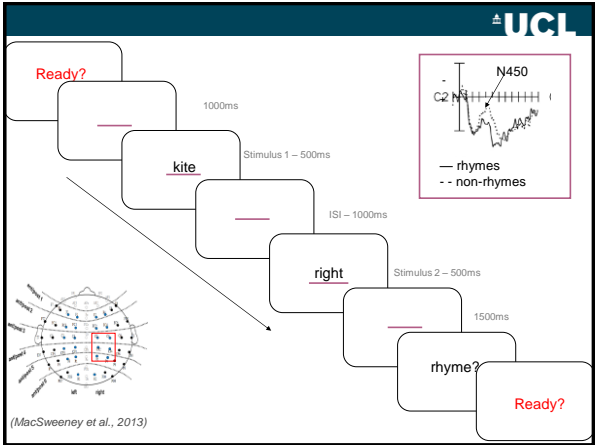 UCL
Ready?
1000ms
kite
Stimulus 1 – 500ms
ISI – 1000ms
right
Stimulus 2 – 500ms
1500ms
rhyme?
Ready?
N450
— rhymes
- - non-rhymes
left right
(MacSweeney et al., 2013)